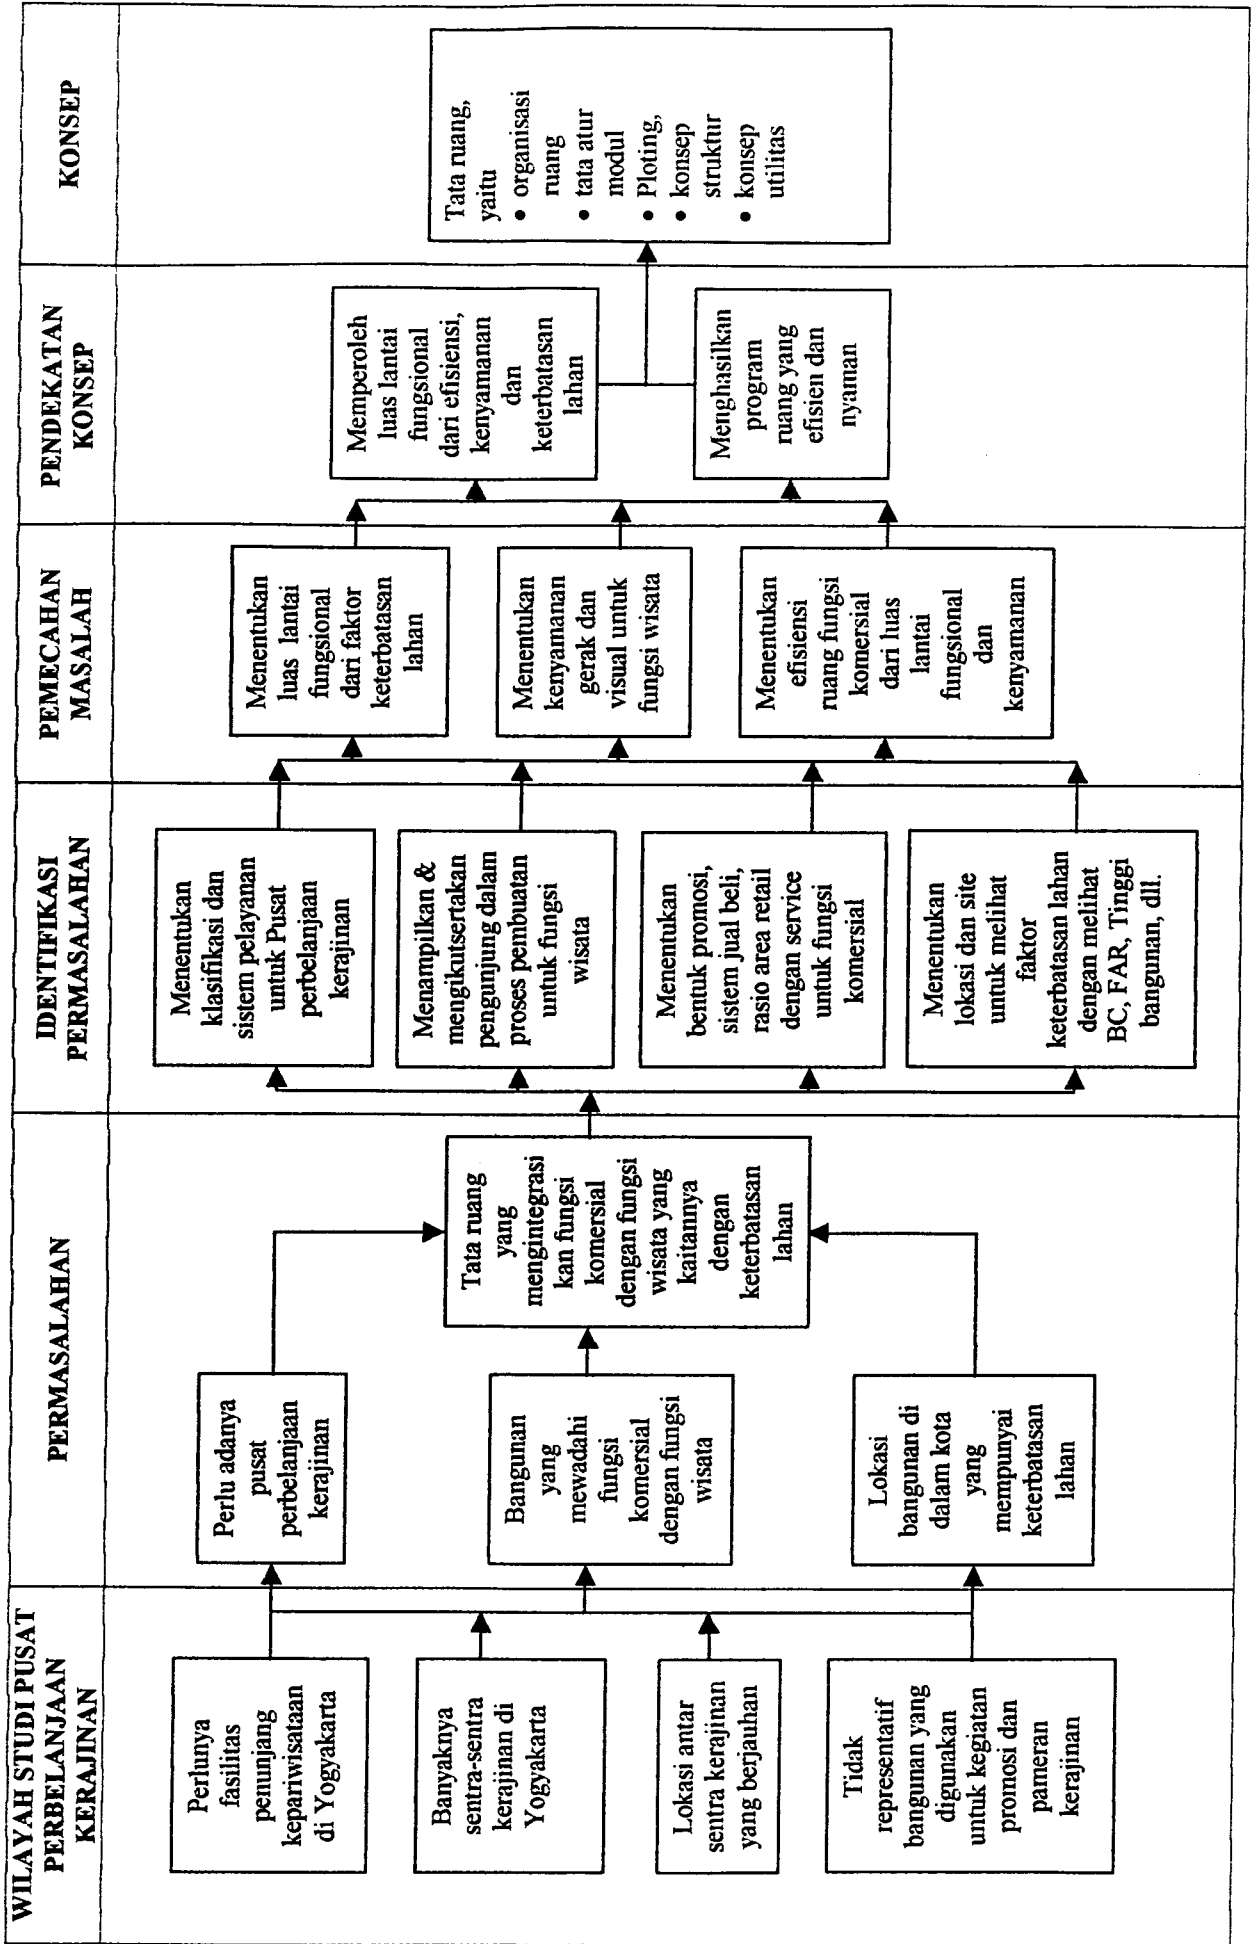 WILAYAH STUDI PUSAT
PERBELANJAAN
KERAJINAN
Perlunya
fasilitas
penunjang
kepariwisataan
di Yogyakarta
Banyaknya
sentra-sentra
kerajinan di
Yogyakarta
Lokasi antar
sentra kerajinan
yang berjauhan
Tidak
representatif
bangunan yang
digunakan
untuk kegiatan
promosi dan
pameran
kerajinan
PERMASALAHAN
Perlu adanya
pusat
perbelanjaan
kerajinan
Bangunan
yang
mewadahi
fungsi
komersial
dengan fungsi
wisata
Lokasi
bangunan di
dalam kota
yang
mempunyai
keterbatasan
lahan
Tata ruang
yang
mengintegrasi
kan fungsi
komersial
dengan fungsi
wisata yang
kaitannya
dengan
keterbatasan
lahan
IDENTIFIKASI
PERMASALAHAN
Menentukan
klasifikasi dan
sistem pelayanan
untuk Pusat
perbelanjaan
kerajinan
Menampilkan &
mengikutsertakan
pengunjung dalam
proses pembuatan
untuk fungsi
wisata
Menentukan
bentuk promosi,
sistem jual beli,
rasio area retail
dengan service
untuk fungsi
komersial
Menentukan
lokasi dan site
untuk melihat
faktor
keterbatasan lahan
dengan melihat
BC, FAR, Tinggi
bangunan, dll.
PEMECAHAN
MASALAH
Menentukan
luas lantai
fungsional
dari faktor
keterbatasan
lahan
Menentukan
kenyamanan
gerak dan
visual untuk
fungsi wisata
Menentukan
efisiensi
ruang fungsi
komersial
dari luas
lantai
fungsional
dan
kenyamanan
PENDEKATAN
KONSEP
Memperoleh
luas lantai
fungsional
dari efisiensi,
kenyamanan
dan
keterbatasan
lahan
Menghasilkan
program
ruang yang
efisien dan
nyaman
KONSEP
Tata ruang,
yaitu
• organisasi
ruang
• tata atur
modul
• Ploting,
• konsep
struktur
• konsep
utilitas